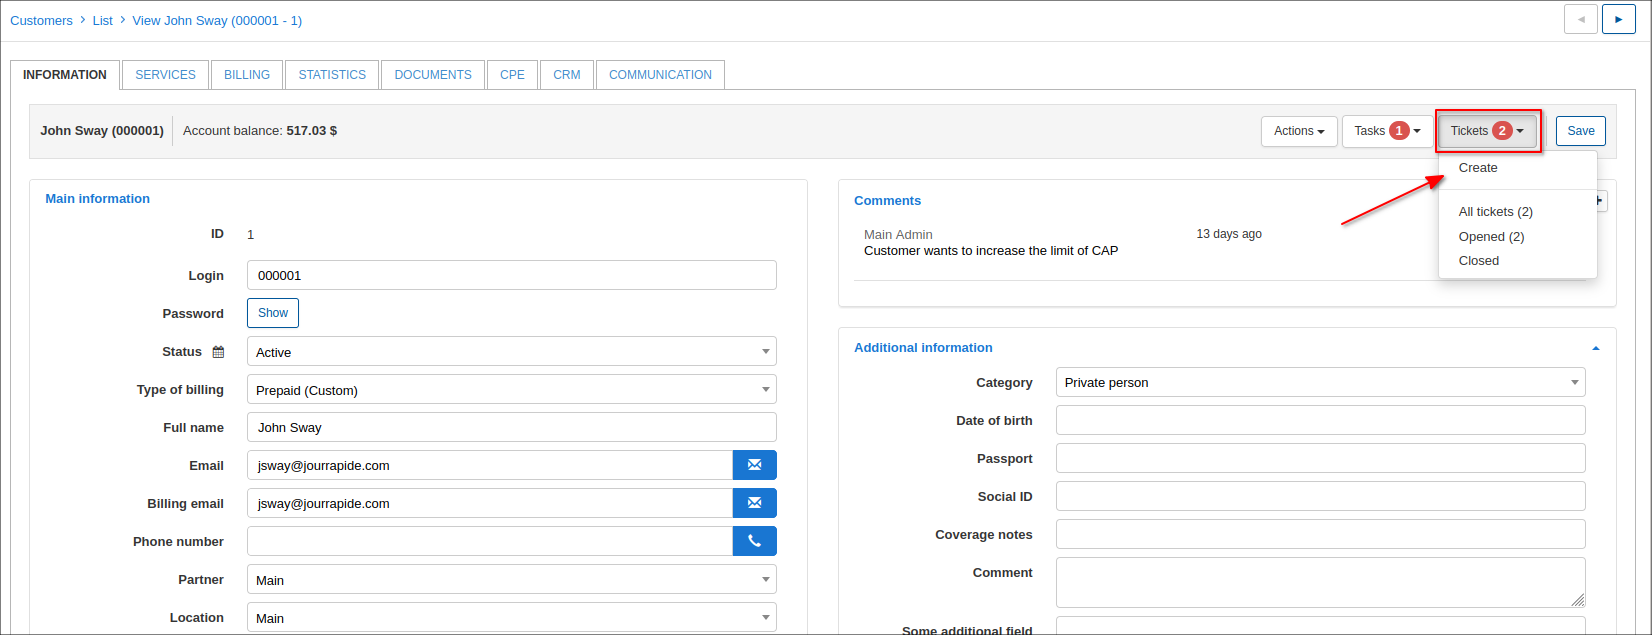 Customers > List > View John Sway (000001 - 1)
INFORMATION SERVICES BILLING STATISTICS DOCUMENTS CPE CRM COMMUNICATION
John Sway (000001) Account balance: 517.03 $ Actions Tasks 1 Tickets 2 Save
Create
All tickets (2)
Opened (2)
Closed
Main information
ID 1
Login 000001
Password Show
Status Active
Type of billing Prepaid (Custom)
Full name John Sway
Email jsway@jourrapide.com
Billing email jsway@jourrapide.com
Phone number
Partner Main
Location Main
Comments
Main Admin 13 days ago
Customer wants to increase the limit of CAP
Additional information
Category Private person
Date of birth
Passport
Social ID
Coverage notes
Comment
Some additional field